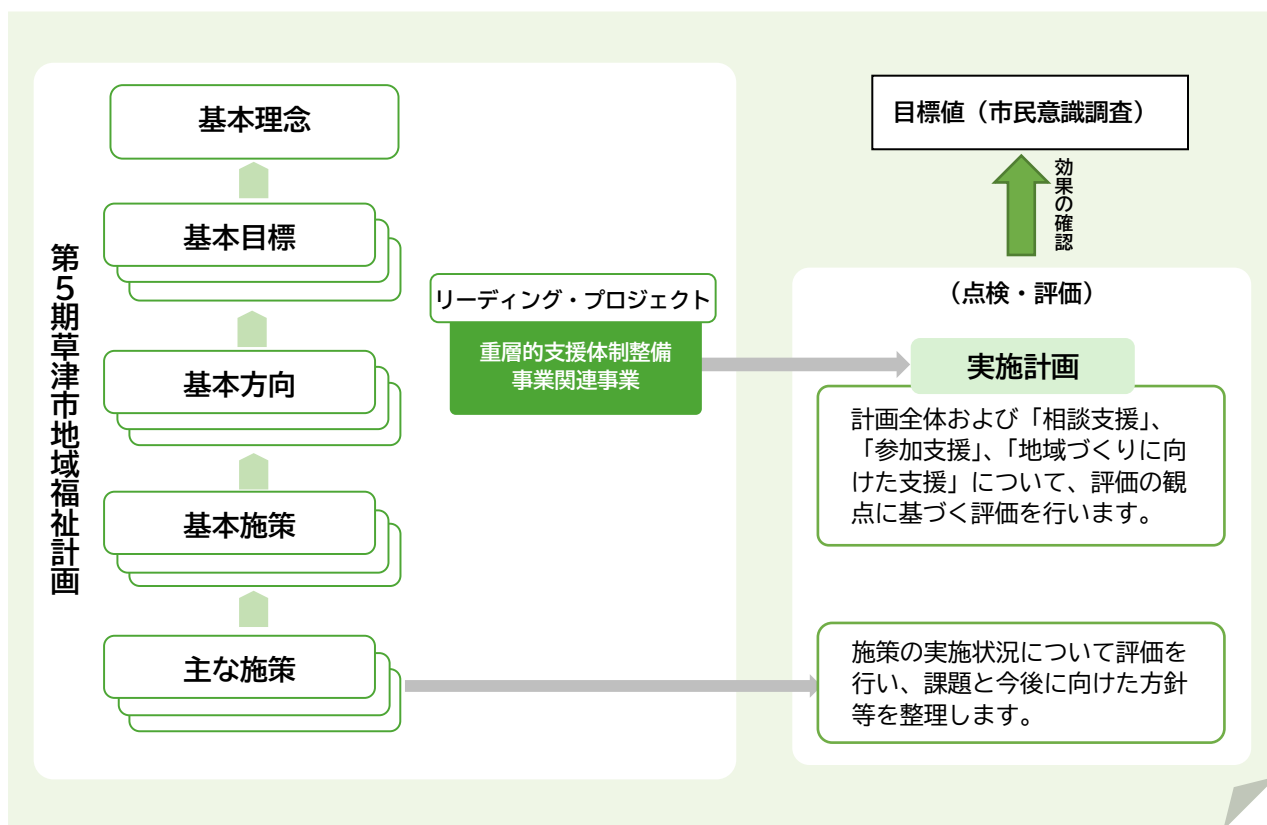 第５期草津市地域福祉計画
基本理念
基本目標
基本方向
基本施策
主な施策
リーディング・プロジェクト
重層的支援体制整備
事業関連事業
目標値（市民意識調査）
効果の確認
（点検・評価）
実施計画
計画全体および「相談支援」、
「参加支援」、「地域づくりに向
けた支援」について、評価の観
点に基づく評価を行います。
施策の実施状況について評価を
行い、課題と今後に向けた方針
等を整理します。